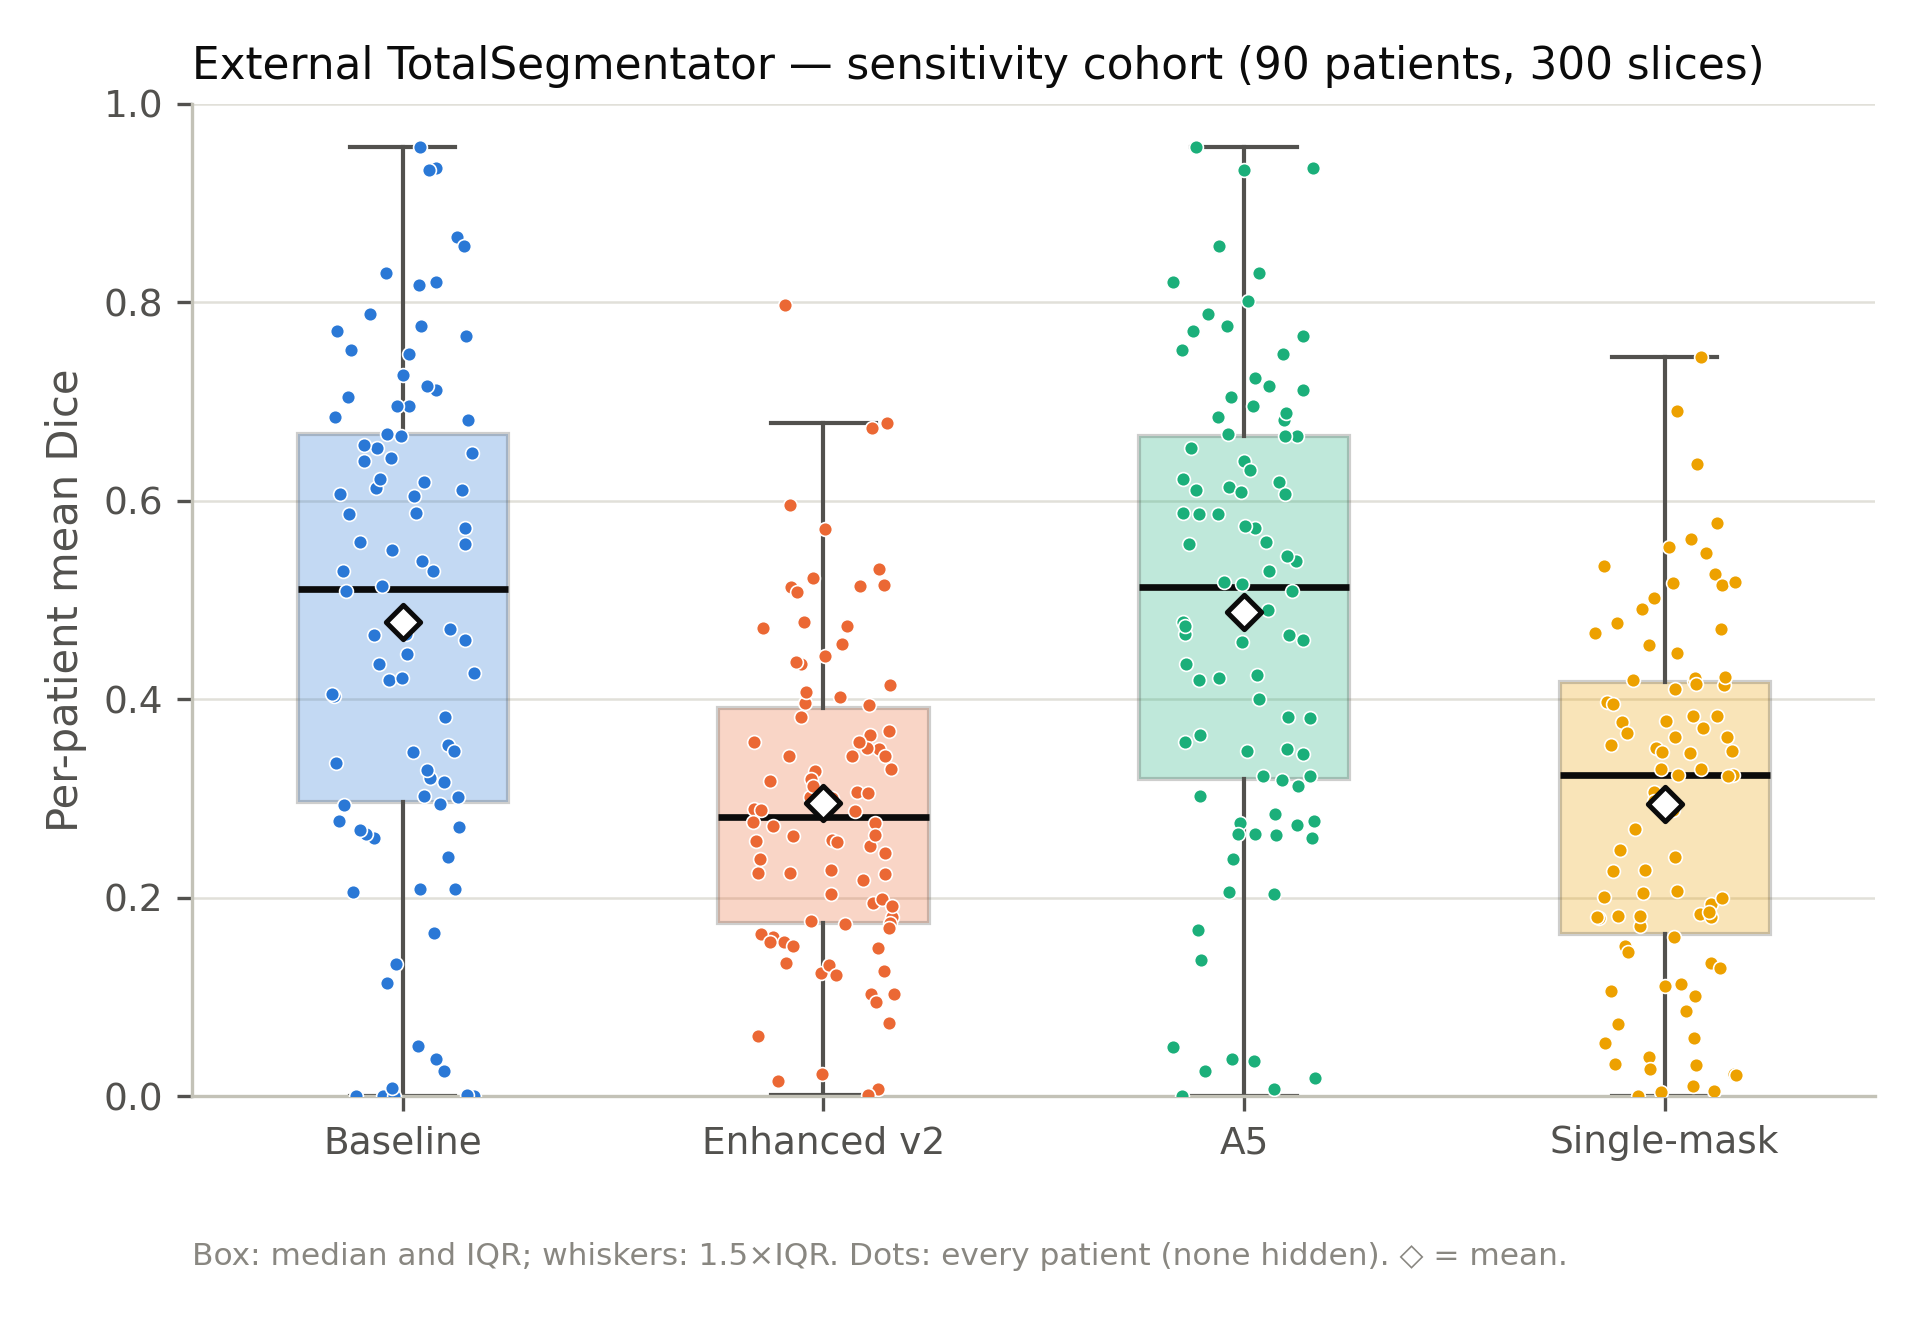 External TotalSegmentator — sensitivity cohort (90 patients, 300 slices)
Per-patient mean Dice
1.0
0.8
0.6
0.4
0.2
0.0
Baseline
Enhanced v2
A5
Single-mask
Box: median and IQR; whiskers: 1.5×IQR. Dots: every patient (none hidden). ◇ = mean.